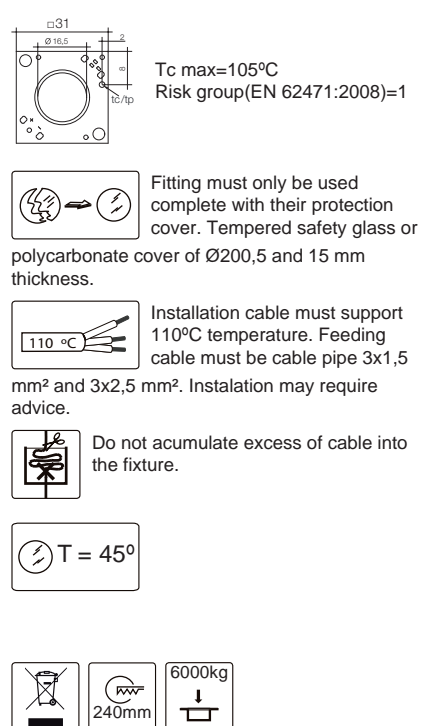 □31
Ø 16,5
2
8
tc/tp
Tc max=105ºC
Risk group(EN 62471:2008)=1
Fitting must only be used
complete with their protection
cover. Tempered safety glass or
polycarbonate cover of Ø200,5 and 15 mm
thickness.
110 ºC
Installation cable must support
110ºC temperature. Feeding
cable must be cable pipe 3x1,5
mm² and 3x2,5 mm². Instalation may require
advice.
Do not acumulate excess of cable into
the fixture.
T = 45º
240mm
6000kg